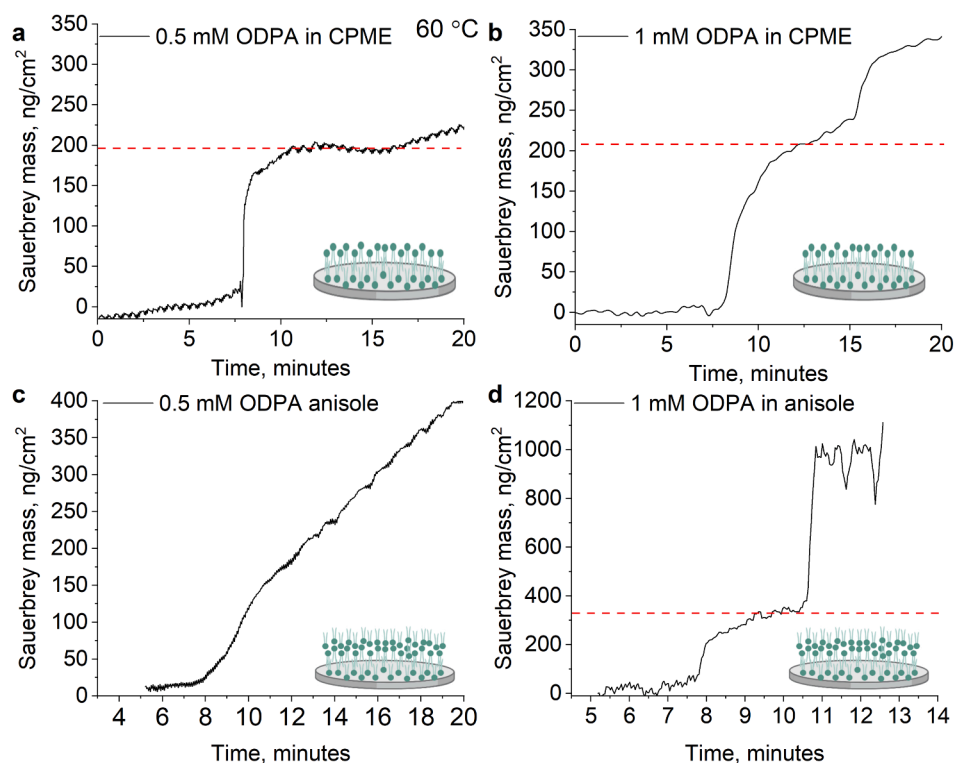 a
0.5 mM ODPA in CPME
60 °C
Sauerbrey mass, ng/cm²
350
300
250
200
150
100
50
0
0 5 10 15 20
Time, minutes
b
1 mM ODPA in CPME
Sauerbrey mass, ng/cm²
350
300
250
200
150
100
50
0
0 5 10 15 20
Time, minutes
c
0.5 mM ODPA anisole
Sauerbrey mass, ng/cm²
400
350
300
250
200
150
100
50
0
4 6 8 10 12 14 16 18 20
Time, minutes
d
1 mM ODPA in anisole
Sauerbrey mass, ng/cm²
1200
1000
800
600
400
200
0
5 6 7 8 9 10 11 12 13 14
Time, minutes